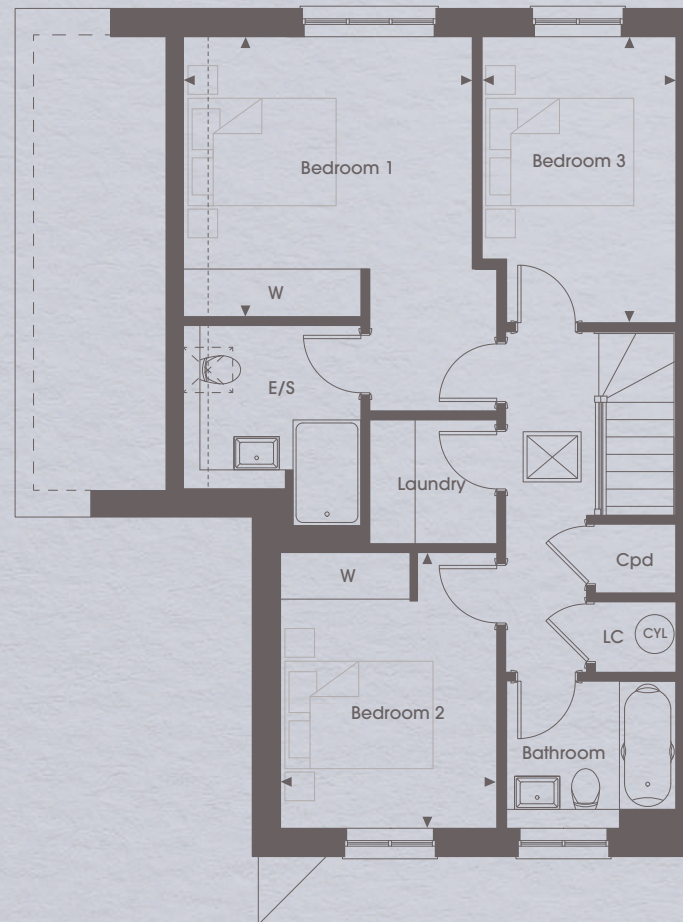 Bedroom 1
Bedroom 3
W
E/S
Laundry
Cpd
W
LC
CYL
Bedroom 2
Bathroom